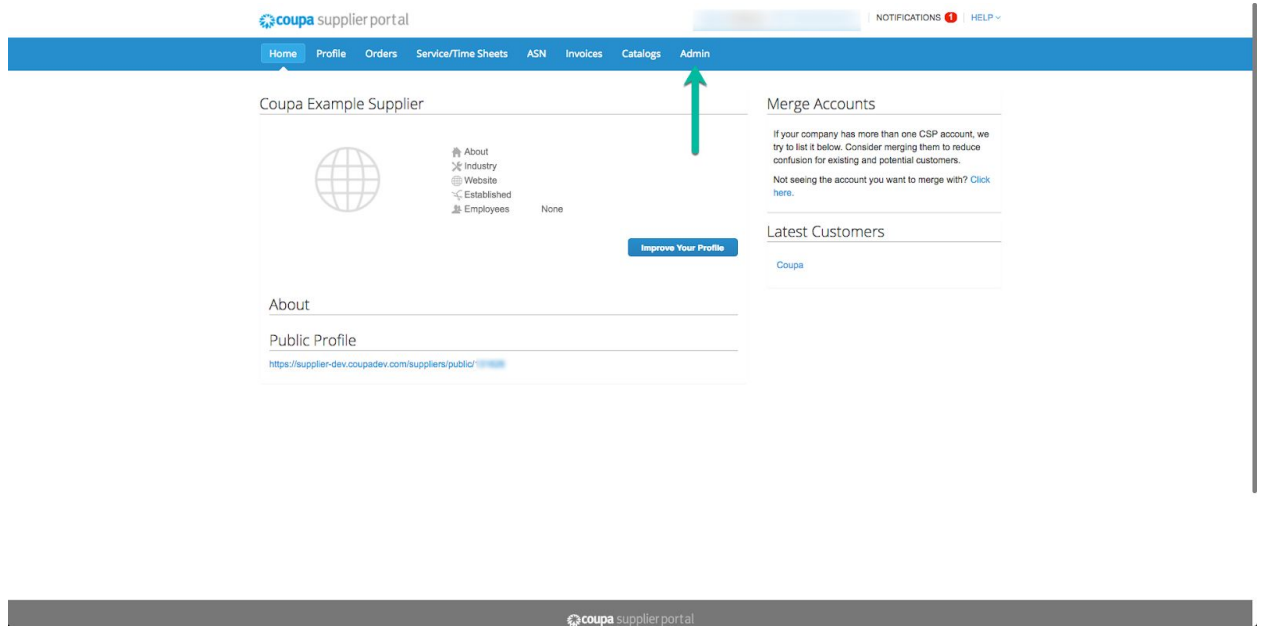 coupa supplier portal
NOTIFICATIONS 1 HELP
Home Profile Orders Service/Time Sheets ASN Invoices Catalogs Admin
Coupa Example Supplier
About
Industry
Website
Established
Employees None
Improve Your Profile
About
Public Profile
https://supplier-dev.coupadev.com/suppliers/public/
Merge Accounts
If your company has more than one CSP account, we
try to list it below. Consider merging them to reduce
confusion for existing and potential customers.
Not seeing the account you want to merge with? Click
here.
Latest Customers
Coupa
coupa supplier portal